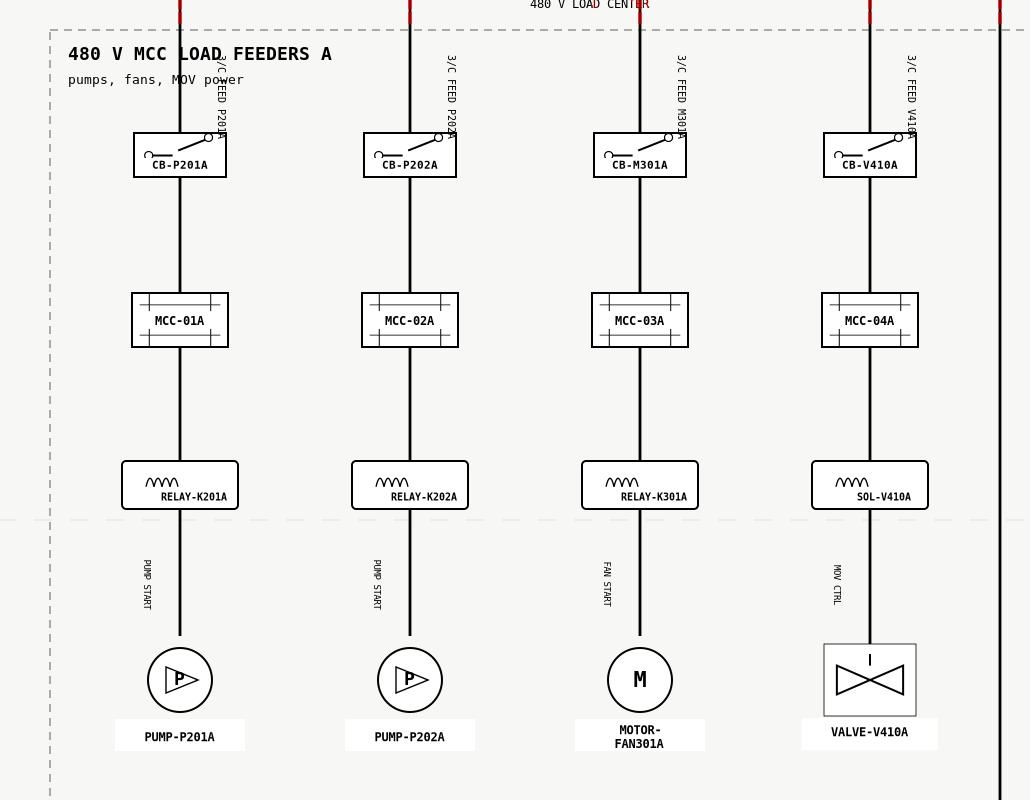 480 V LOAD CENTER
480 V MCC LOAD FEEDERS A
pumps, fans, MOV power
3/C FEED P201A
3/C FEED P202A
3/C FEED M301A
3/C FEED V410A
CB-P201A
CB-P202A
CB-M301A
CB-V410A
MCC-01A
MCC-02A
MCC-03A
MCC-04A
RELAY-K201A
RELAY-K202A
RELAY-K301A
SOL-V410A
PUMP START
PUMP START
FAN START
MOV CTRL
P
P
M
PUMP-P201A
PUMP-P202A
MOTOR-
FAN301A
VALVE-V410A